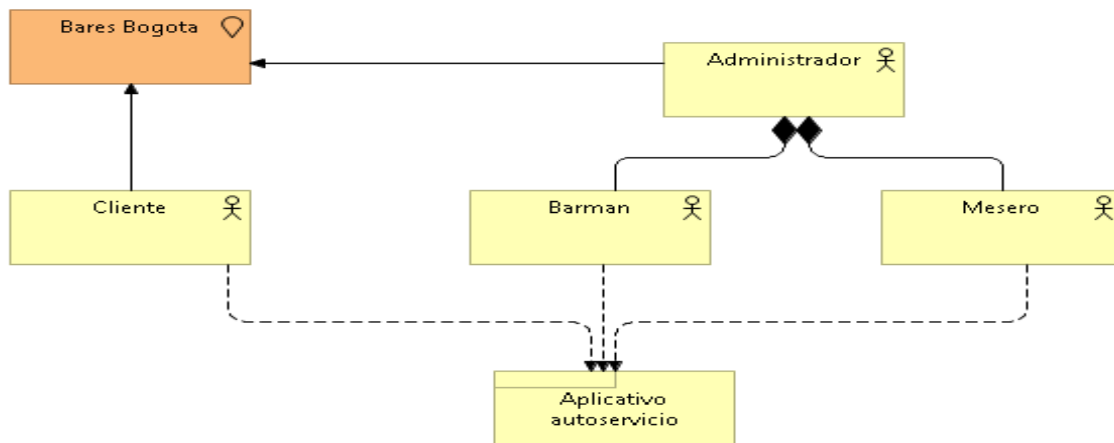 Bares Bogota
Administrador
Cliente
Barman
Mesero
Aplicativo
autoservicio